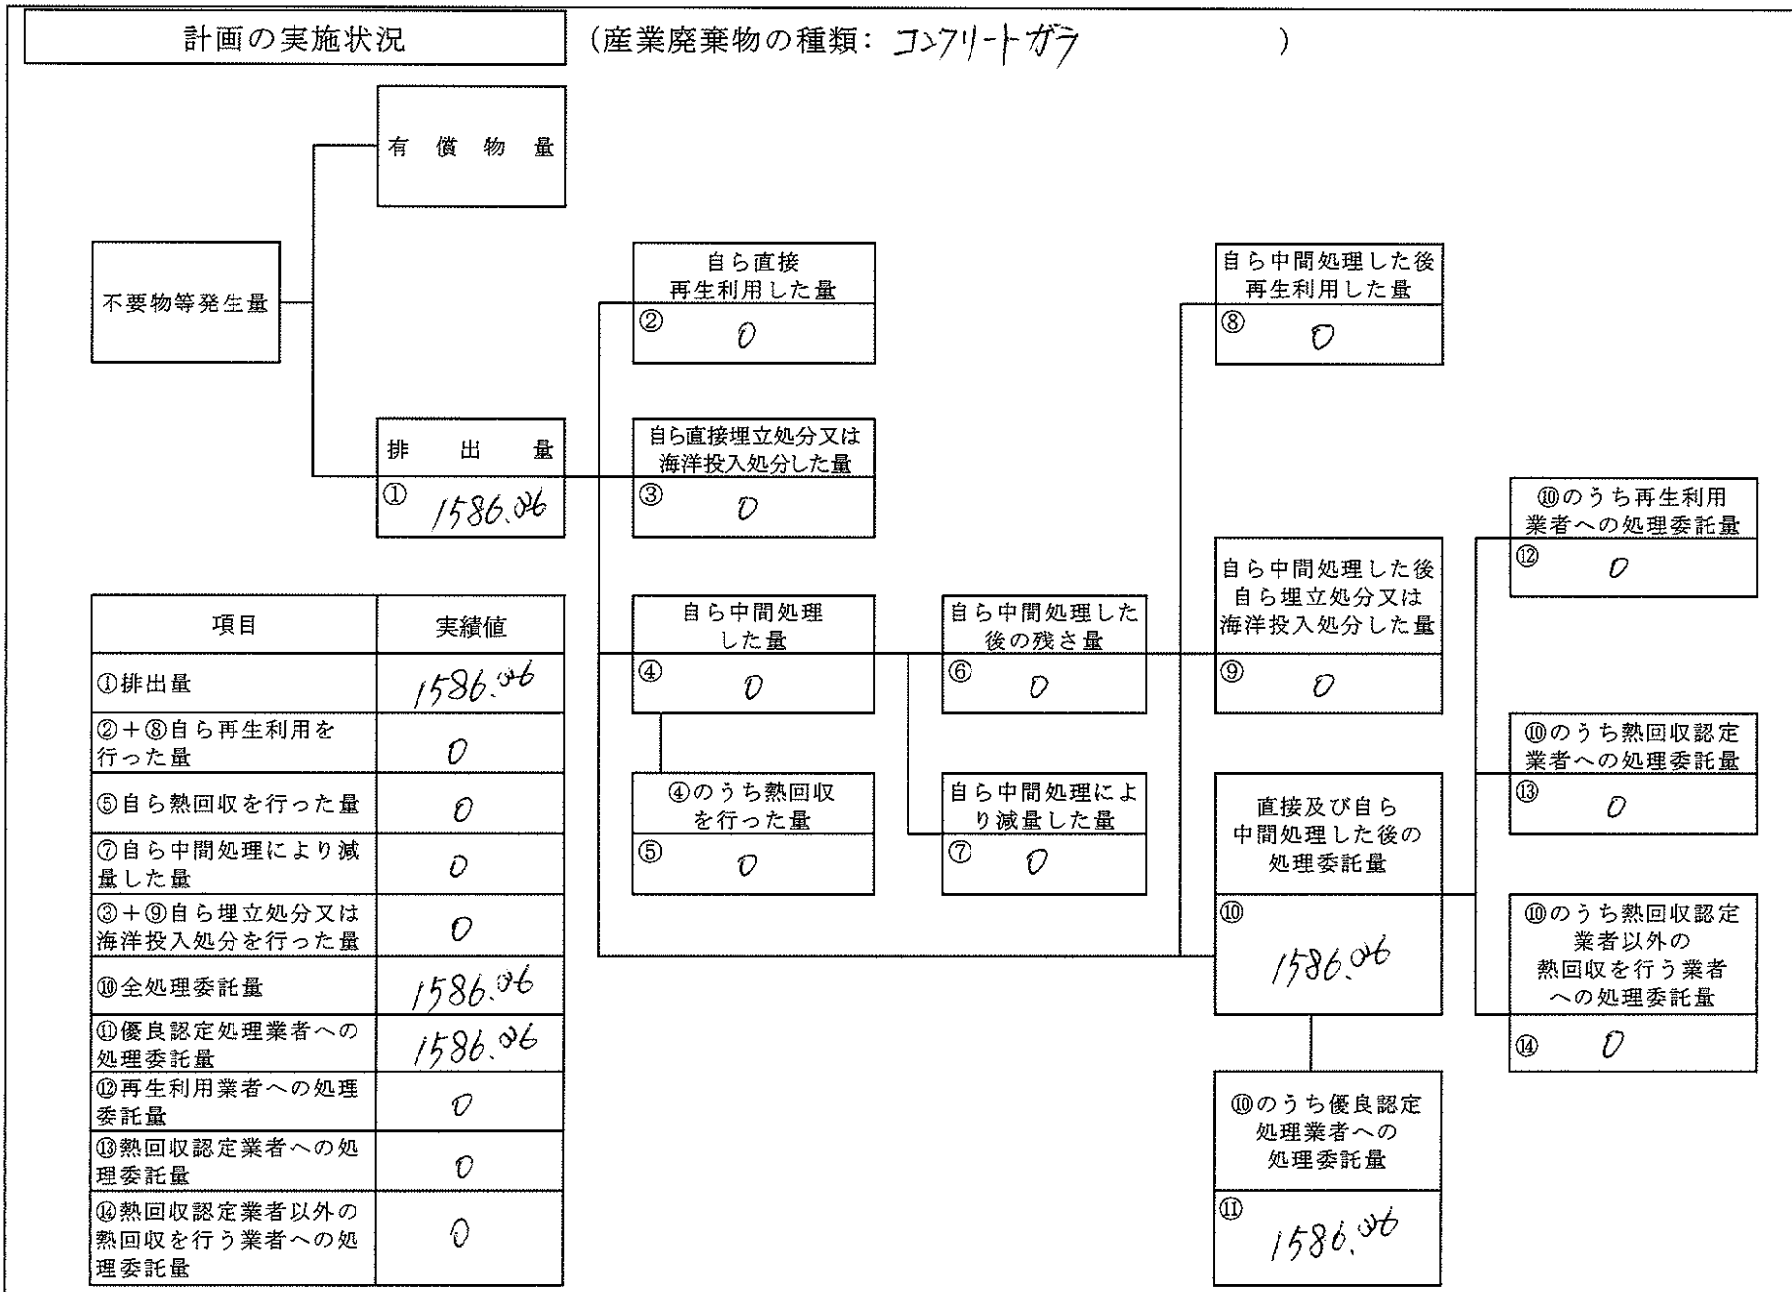 計画の実施状況 (産業廃棄物の種類: コンクリートガラ )
有償物量
不要物等発生量
排出量
① 1586.06
自ら直接
再生利用した量
② 0
自ら直接埋立処分又は
海洋投入処分した量
③ 0
自ら中間処理
した量
④ 0
④のうち熱回収
を行った量
⑤ 0
自ら中間処理した
後の残さ量
⑥ 0
自ら中間処理によ
り減量した量
⑦ 0
自ら中間処理した後
再生利用した量
⑧ 0
自ら中間処理した後
自ら埋立処分又は
海洋投入処分した量
⑨ 0
直接及び自ら
中間処理した後の
処理委託量
⑩
1586.06
⑩のうち優良認定
処理業者への
処理委託量
⑪
1586.06
⑩のうち再生利用
業者への処理委託量
⑫ 0
⑩のうち熱回収認定
業者への処理委託量
⑬ 0
⑩のうち熱回収認定
業者以外の
熱回収を行う業者
への処理委託量
⑭ 0
項目 実績値
①排出量 1586.06
②+⑧自ら再生利用を
行った量 0
⑤自ら熱回収を行った量 0
⑦自ら中間処理により減
量した量 0
③+⑨自ら埋立処分又は
海洋投入処分を行った量 0
⑩全処理委託量 1586.06
⑪優良認定処理業者への
処理委託量 1586.06
⑫再生利用業者への処理
委託量 0
⑬熱回収認定業者への処
理委託量 0
⑭熱回収認定業者以外の
熱回収を行う業者への処
理委託量 0